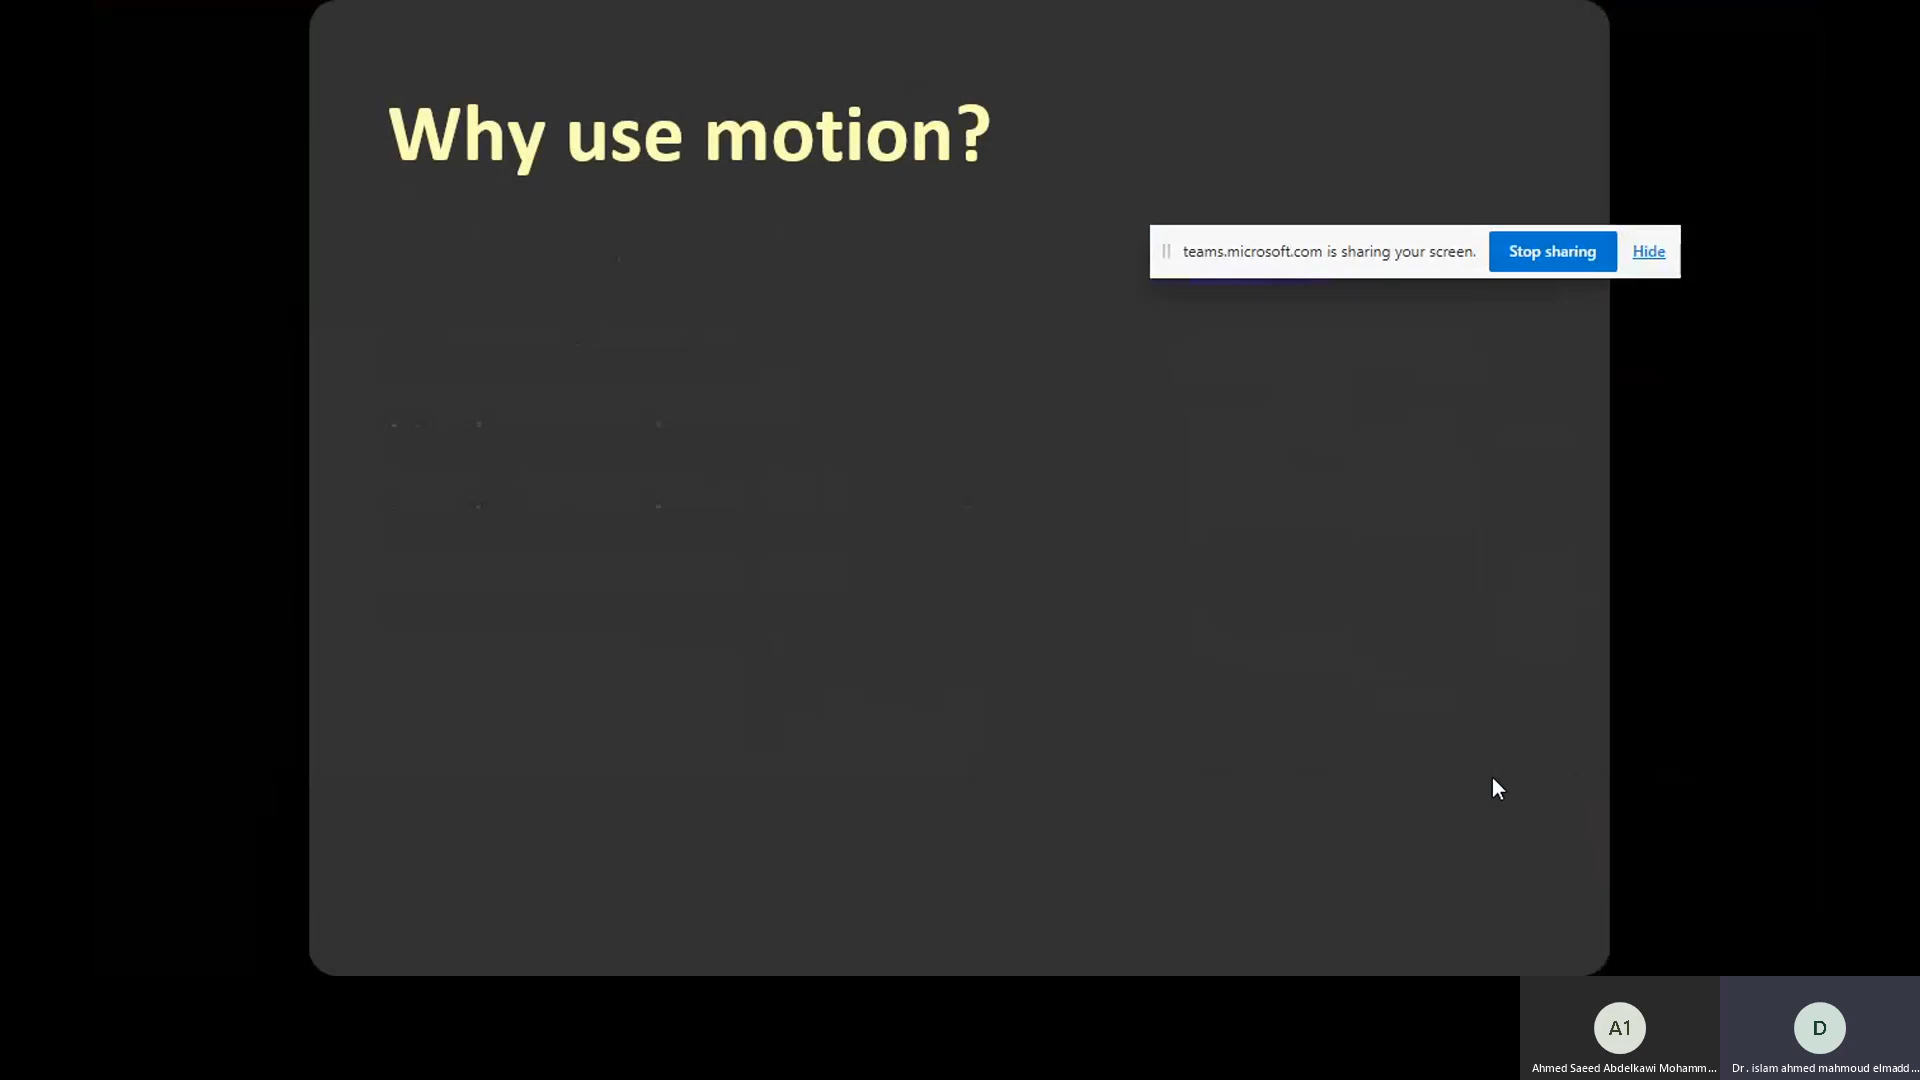 Why use motion?
teams.microsoft.com is sharing your screen. Stop sharing Hide
A1 D
Ahmed Saeed Abdelkawi Mohamm... Dr. islam ahmed mahmoud elmadd...